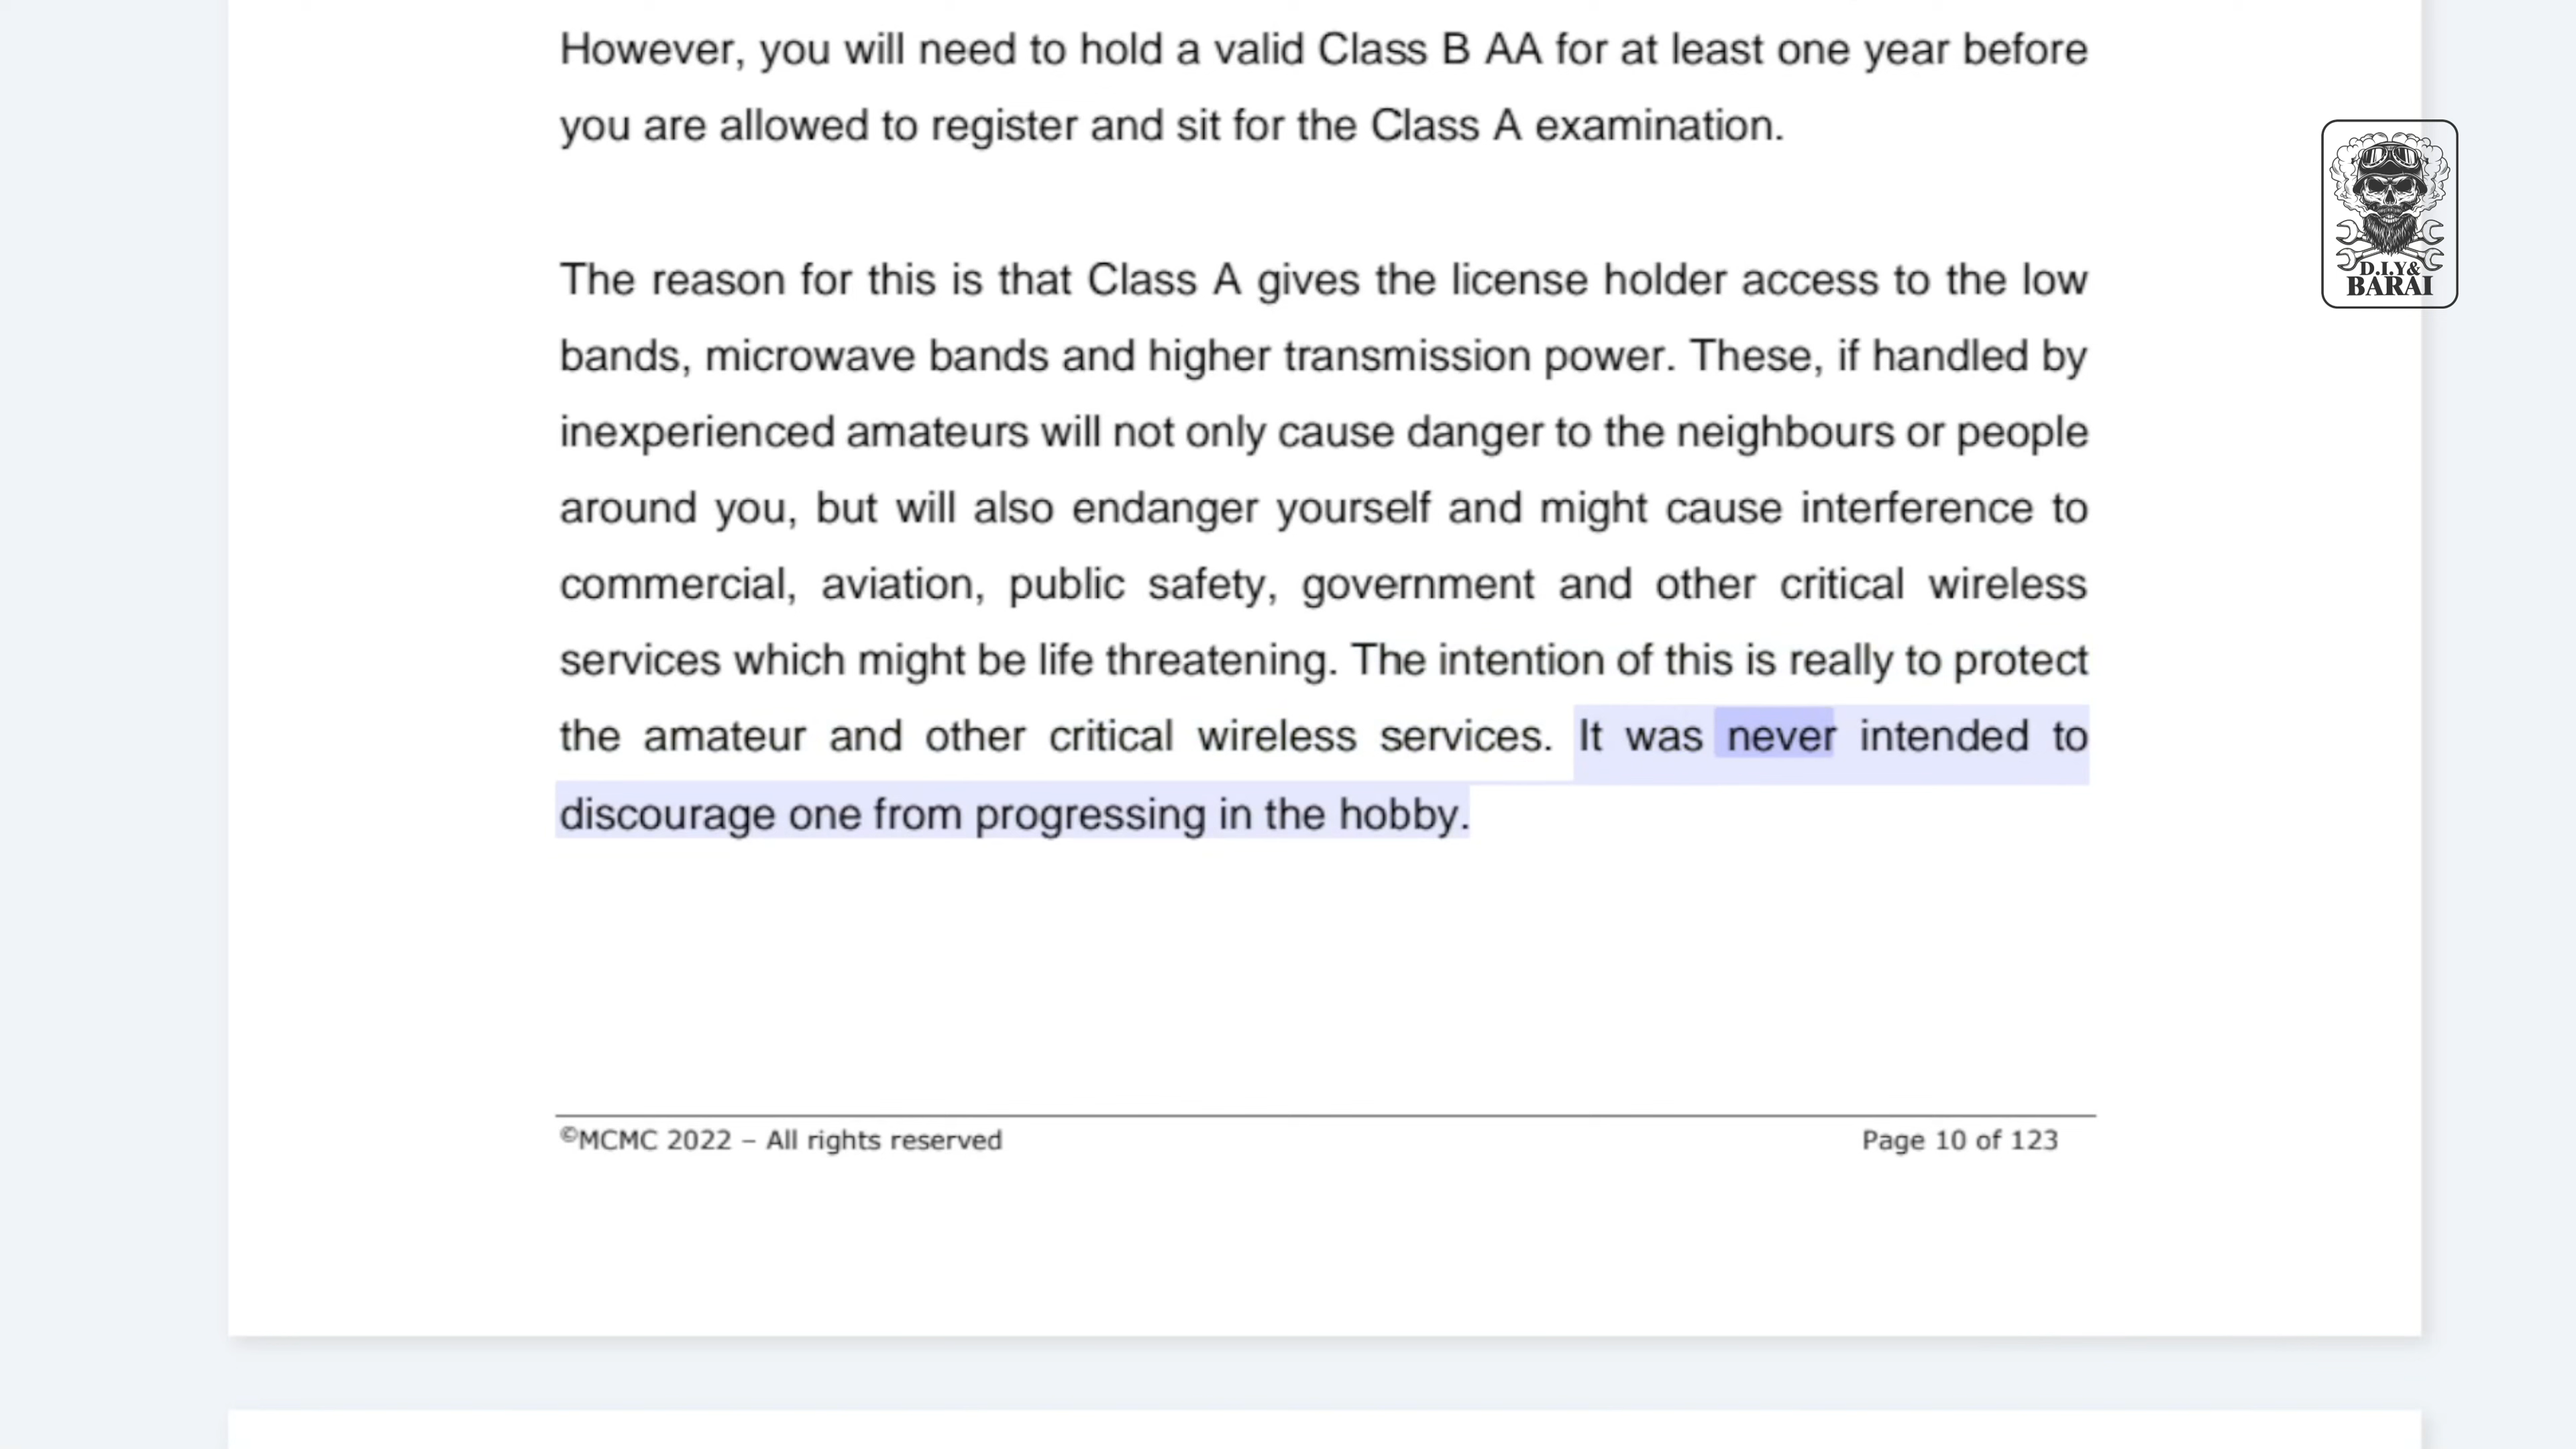 However, you will need to hold a valid Class B AA for at least one year before
you are allowed to register and sit for the Class A examination.
The reason for this is that Class A gives the license holder access to the low
bands, microwave bands and higher transmission power. These, if handled by
inexperienced amateurs will not only cause danger to the neighbours or people
around you, but will also endanger yourself and might cause interference to
commercial, aviation, public safety, government and other critical wireless
services which might be life threatening. The intention of this is really to protect
the amateur and other critical wireless services. It was never intended to
discourage one from progressing in the hobby.
©MCMC 2022 – All rights reserved
Page 10 of 123
D.I.Y&
BARAI